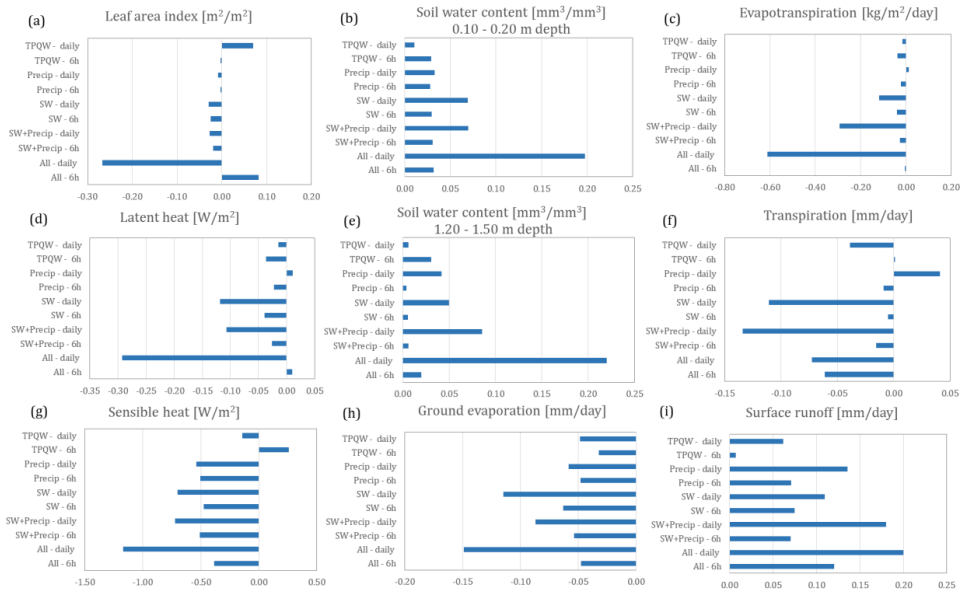 (a)
Leaf area index [m²/m²]
TPQW - daily
TPQW - 6h
Precip - daily
Precip - 6h
SW - daily
SW - 6h
SW+Precip - daily
SW+Precip - 6h
All - daily
All - 6h
-0.30 -0.20 -0.10 0.00 0.10 0.20
(b)
Soil water content [mm³/mm³]
0.10 - 0.20 m depth
TPQW - daily
TPQW - 6h
Precip - daily
Precip - 6h
SW - daily
SW - 6h
SW+Precip - daily
SW+Precip - 6h
All - daily
All - 6h
0.00 0.05 0.10 0.15 0.20 0.25
(c)
Evapotranspiration [kg/m²/day]
TPQW - daily
TPQW - 6h
Precip - daily
Precip - 6h
SW - daily
SW - 6h
SW+Precip - daily
SW+Precip - 6h
All - daily
All - 6h
-0.80 -0.60 -0.40 -0.20 0.00 0.20
(d)
Latent heat [W/m²]
TPQW - daily
TPQW - 6h
Precip - daily
Precip - 6h
SW - daily
SW - 6h
SW+Precip - daily
SW+Precip - 6h
All - daily
All - 6h
-0.35 -0.30 -0.25 -0.20 -0.15 -0.10 -0.05 0.00 0.05
(e)
Soil water content [mm³/mm³]
1.20 - 1.50 m depth
TPQW - daily
TPQW - 6h
Precip - daily
Precip - 6h
SW - daily
SW - 6h
SW+Precip - daily
SW+Precip - 6h
All - daily
All - 6h
0.00 0.05 0.10 0.15 0.20 0.25
(f)
Transpiration [mm/day]
TPQW - daily
TPQW - 6h
Precip - daily
Precip - 6h
SW - daily
SW - 6h
SW+Precip - daily
SW+Precip - 6h
All - daily
All - 6h
-0.15 -0.10 -0.05 0.00 0.05
(g)
Sensible heat [W/m²]
TPQW - daily
TPQW - 6h
Precip - daily
Precip - 6h
SW - daily
SW - 6h
SW+Precip - daily
SW+Precip - 6h
All - daily
All - 6h
-1.50 -1.00 -0.50 0.00 0.50
(h)
Ground evaporation [mm/day]
TPQW - daily
TPQW - 6h
Precip - daily
Precip - 6h
SW - daily
SW - 6h
SW+Precip - daily
SW+Precip - 6h
All - daily
All - 6h
-0.20 -0.15 -0.10 -0.05 0.00
(i)
Surface runoff [mm/day]
TPQW - daily
TPQW - 6h
Precip - daily
Precip - 6h
SW - daily
SW - 6h
SW+Precip - daily
SW+Precip - 6h
All - daily
All - 6h
0.00 0.05 0.10 0.15 0.20 0.25